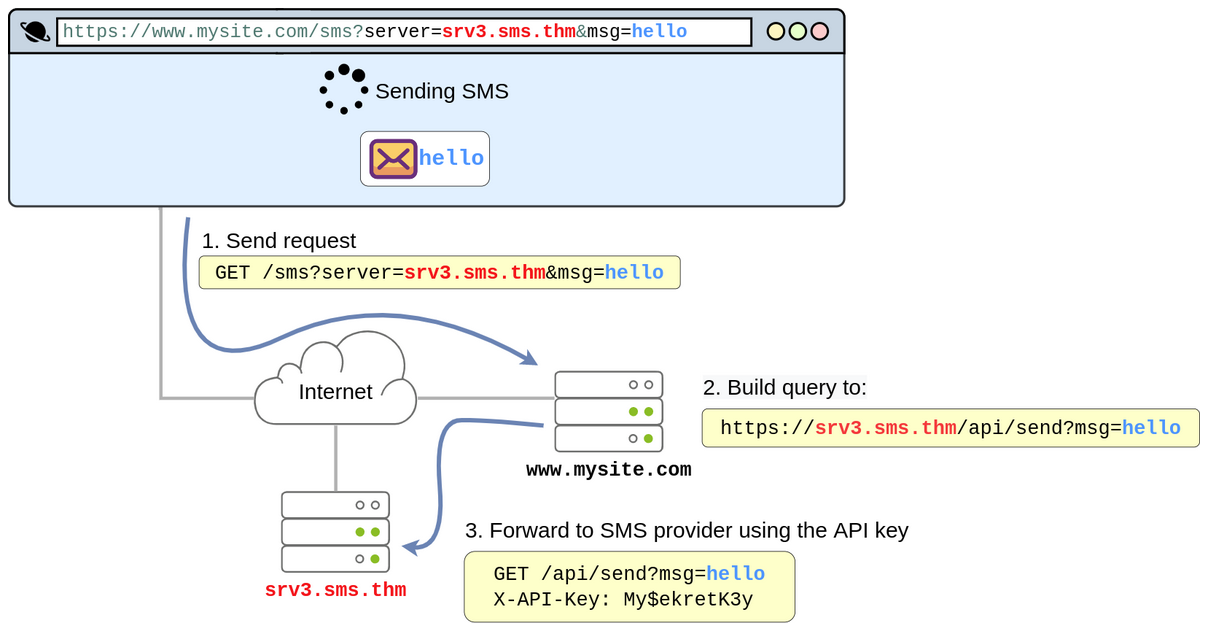 https://www.mysite.com/sms?server=srv3.sms.thm&msg=hello
Sending SMS
hello
1. Send request
GET /sms?server=srv3.sms.thm&msg=hello
Internet
2. Build query to:
https://srv3.sms.thm/api/send?msg=hello
www.mysite.com
3. Forward to SMS provider using the API key
GET /api/send?msg=hello
X-API-Key: My$ekretK3y
srv3.sms.thm